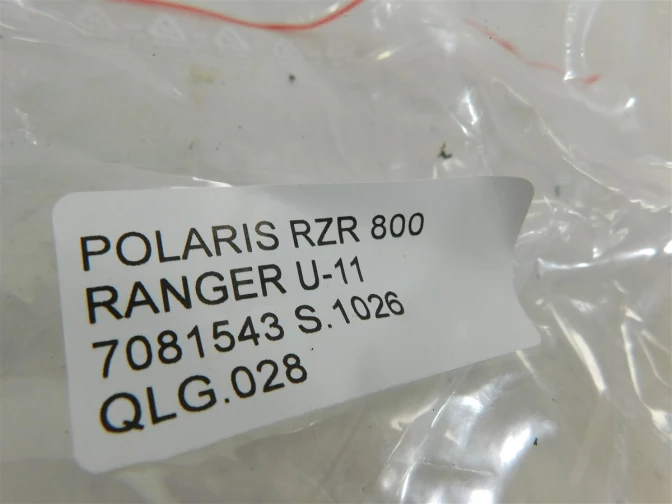 POLARIS RZR 800
RANGER U-11
7081543 S.1026
QLG.028